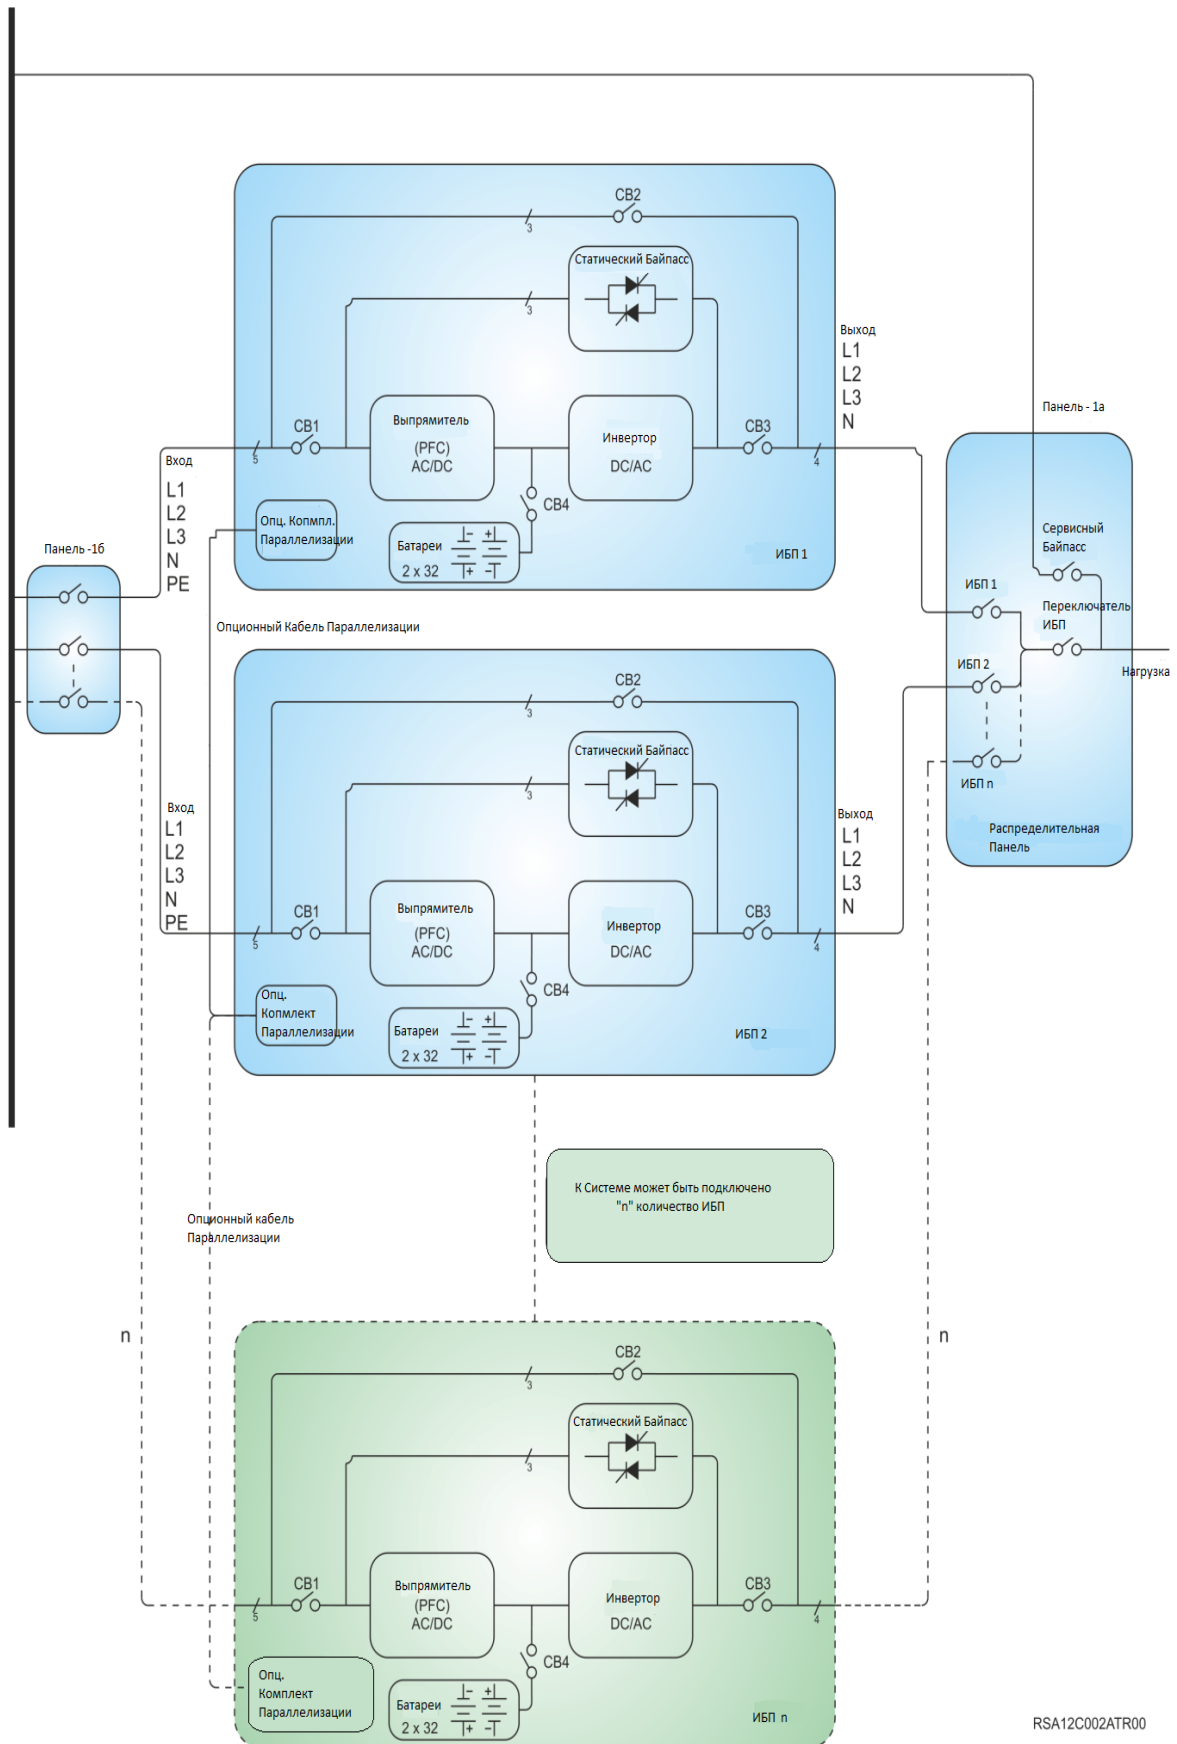 CB2
3
Статический Байпасс
3
Выход
L1
L2
L3
N
CB1
Выпрямитель
(PFC)
AC/DC
Инвертор
DC/AC
CB3
5
4
CB4
Вход
L1
L2
L3
N
PE
Опц. Копмпл.
Параллелизации
Батареи
2 x 32
- +
+ -
ИБП 1
Панель - 1а
Сервисный
Байпасс
ИБП 1
Переключатель
ИБП
ИБП 2
Нагрузка
ИБП n
Распределительная
Панель
Панель -1б
Опционный Кабель Параллелизации
CB2
3
Статический Байпасс
3
Вход
L1
L2
L3
N
PE
Выход
L1
L2
L3
N
CB1
Выпрямитель
(PFC)
AC/DC
Инвертор
DC/AC
CB3
5
4
CB4
Опц.
Копмлект
Параллелизации
Батареи
2 x 32
- +
+ -
ИБП 2
К Системе может быть подключено
"n" количество ИБП
Опционный кабель
Параллелизации
n
n
CB2
3
Статический Байпасс
3
CB1
Выпрямитель
(PFC)
AC/DC
Инвертор
DC/AC
CB3
5
4
CB4
Опц.
Комплект
Параллелизации
Батареи
2 x 32
- +
+ -
ИБП n
RSA12C002ATR00